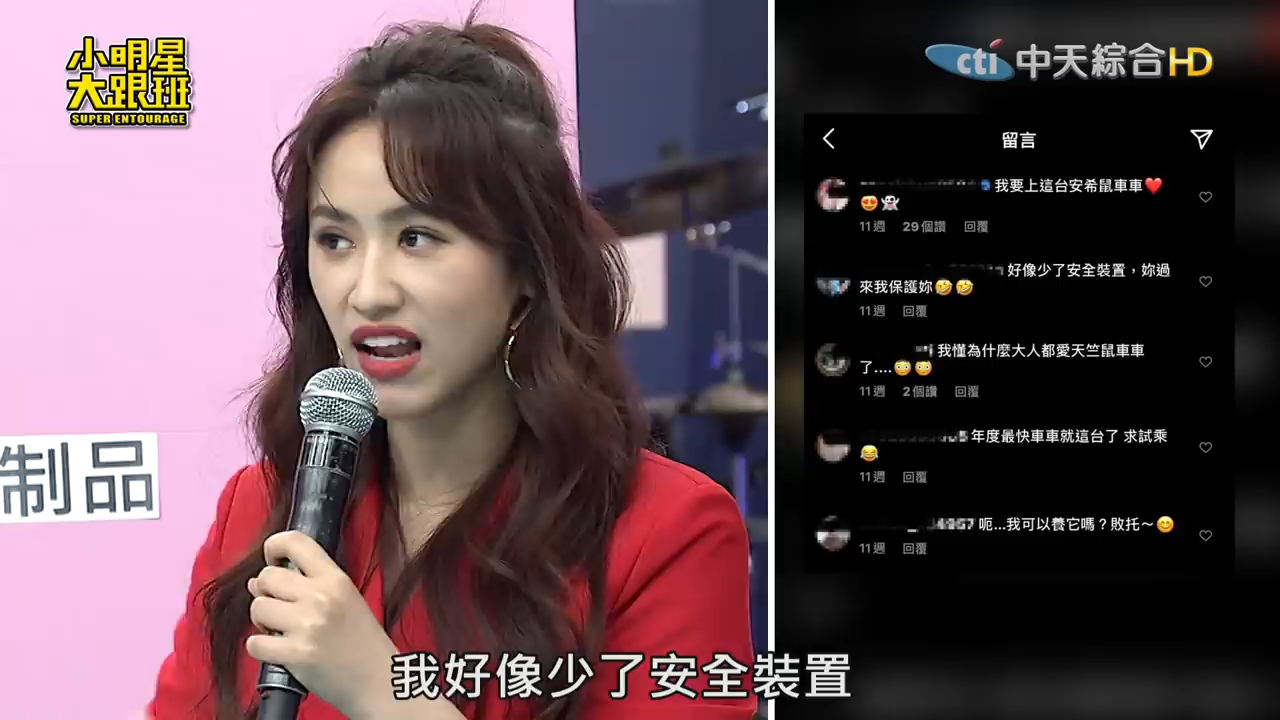 小明星
大跟班
SUPER ENTOURAGE
制品
我好像少了安全裝置
cti 中天綜合HD
留言
我要上這台安希鼠車車❤️
😍👻
11週 29個讚 回覆
好像少了安全裝置，妳過
來我保護妳🤣🤣
11週 回覆
我懂為什麼大人都愛天竺鼠車車
了....😳😳
11週 2個讚 回覆
年度最快車車就這台了 求試乘
😂
11週 回覆
呃...我可以養它嗎？敗托～😊
11週 回覆